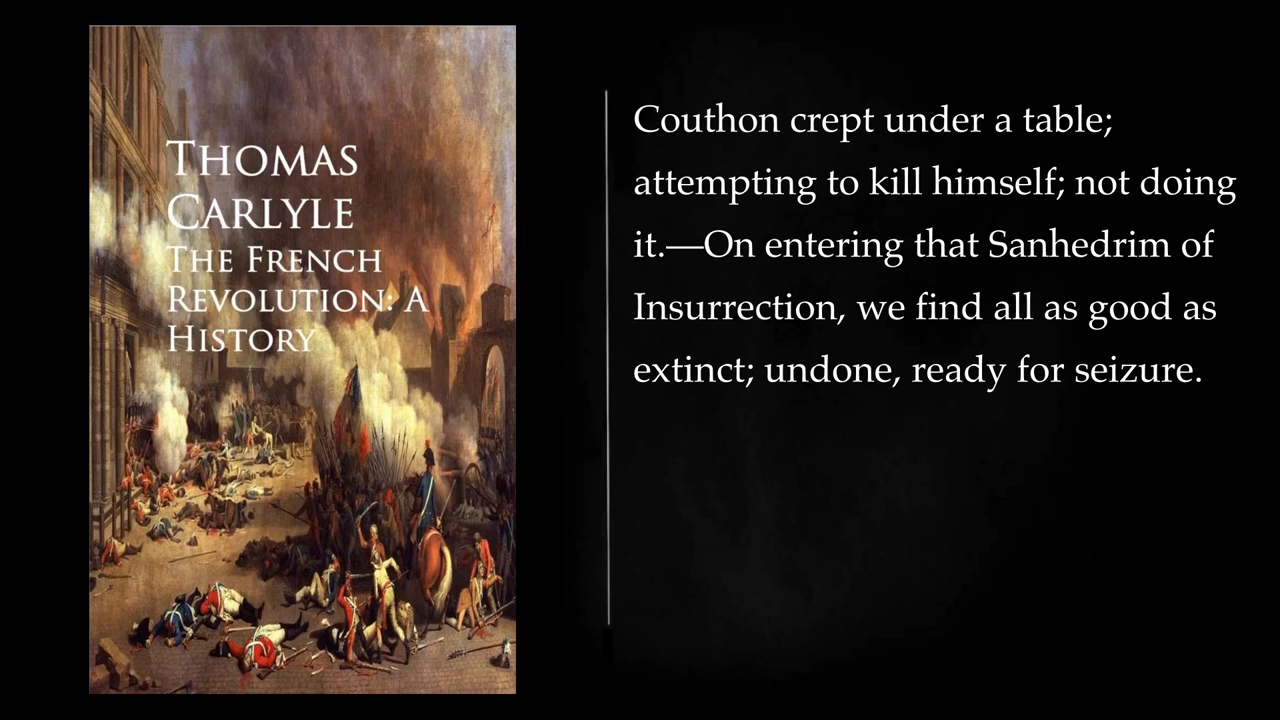 THOMAS
CARLYLE
THE FRENCH
REVOLUTION: A
HISTORY
Couthon crept under a table;
attempting to kill himself; not doing
it.—On entering that Sanhedrim of
Insurrection, we find all as good as
extinct; undone, ready for seizure.